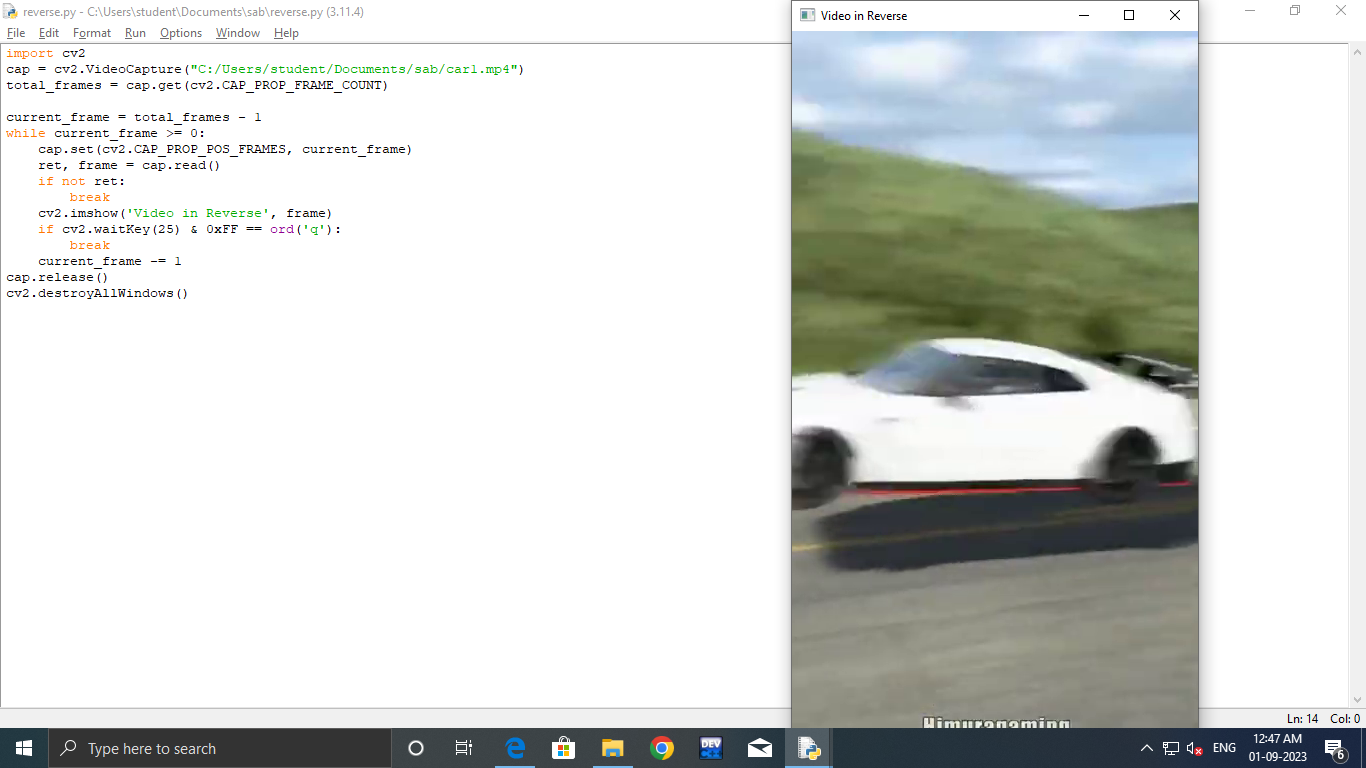 reverse.py - C:\Users\student\Documents\sab\reverse.py (3.11.4)
File Edit Format Run Options Window Help
import cv2
cap = cv2.VideoCapture("C:/Users/student/Documents/sab/car1.mp4")
total_frames = cap.get(cv2.CAP_PROP_FRAME_COUNT)
current_frame = total_frames - 1
while current_frame >= 0:
    cap.set(cv2.CAP_PROP_POS_FRAMES, current_frame)
    ret, frame = cap.read()
    if not ret:
        break
    cv2.imshow('Video in Reverse', frame)
    if cv2.waitKey(25) & 0xFF == ord('q'):
        break
    current_frame -= 1
cap.release()
cv2.destroyAllWindows()
Video in Reverse
Himuragaming
Ln: 14 Col: 0
Type here to search
DEV
ENG
12:47 AM
01-09-2023
6